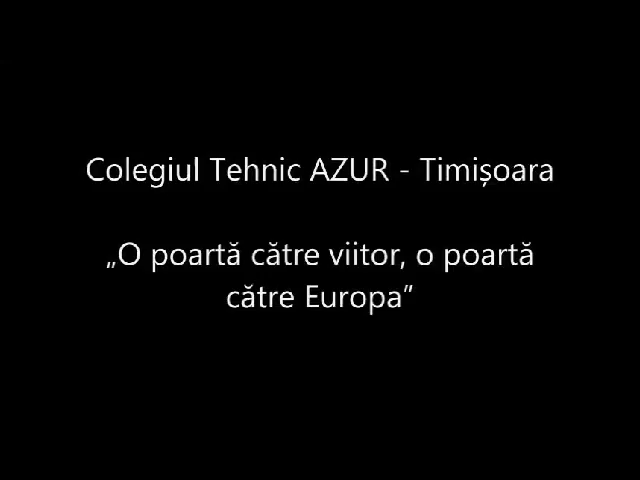 Colegiul Tehnic AZUR - Timișoara
„O poartă către viitor, o poartă
către Europa”